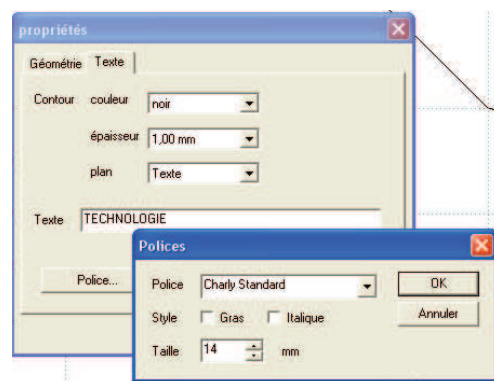 propriétés
Géométrie Texte
Contour couleur noir
épaisseur 1,00 mm
plan Texte
Texte TECHNOLOGIE
Police...
Polices
Police Charly Standard OK
Style Gras Italique Annuler
Taille 14 mm